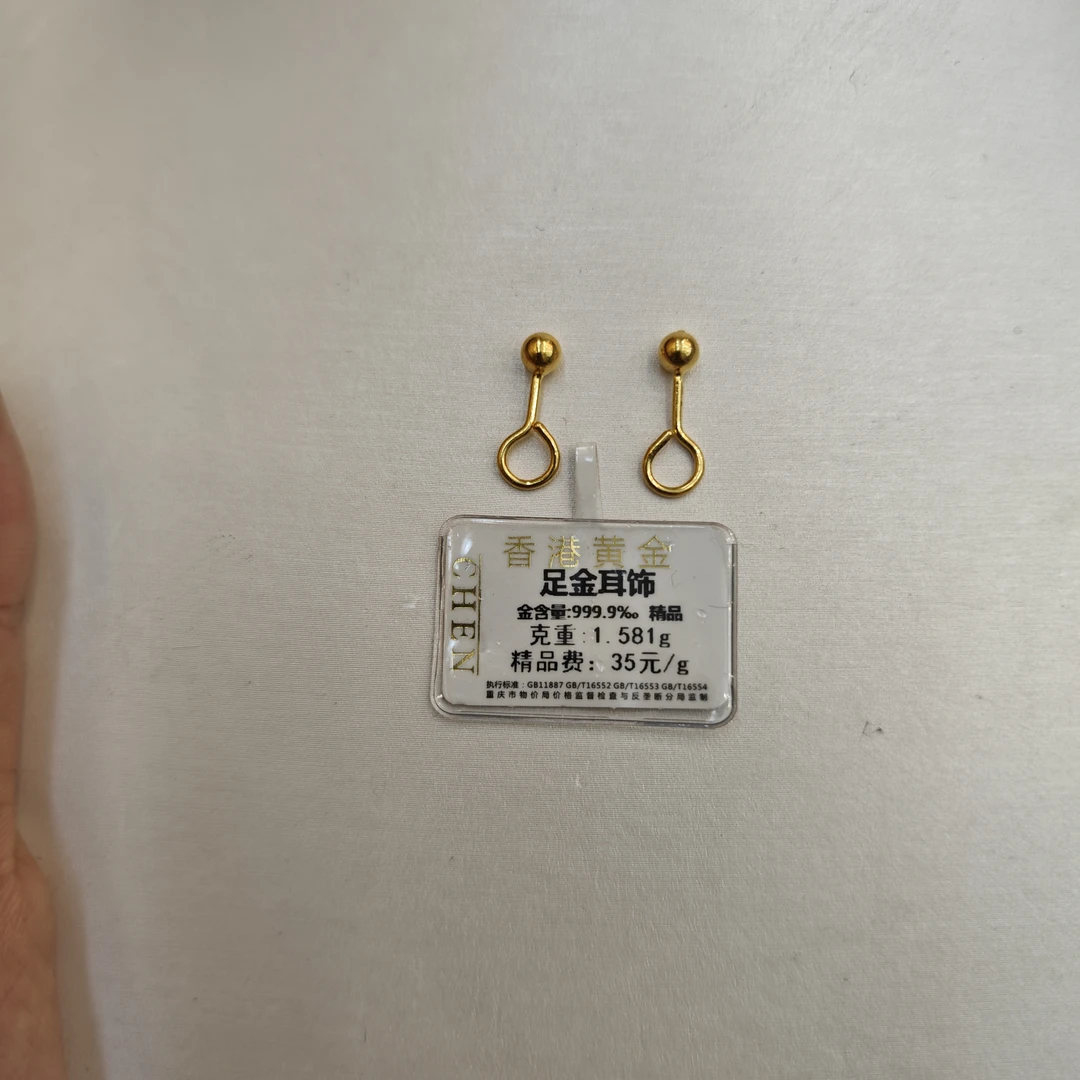 香港黄金
CHEN
足金耳饰
金含量:999.9‰ 精品
克重:1.581g
精品费：35元/g
执行标准：GB11887 GB/T16552 GB/T16553 GB/T16554
重庆市物价局价格监督检查与反垄断分局监制